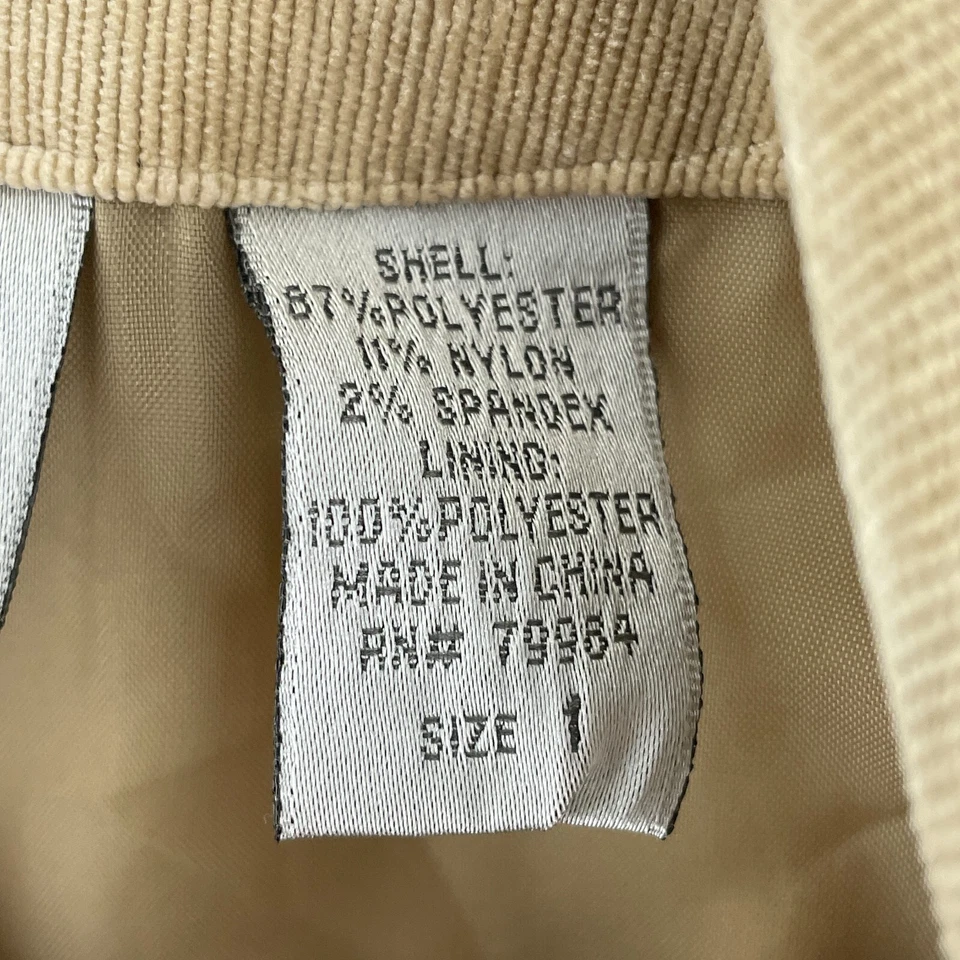 SHELL:
87%POLYESTER
11% NYLON
2% SPANDEX
LINING:
100%POLYESTER
MADE IN CHINA
RN# 79964
SIZE 1